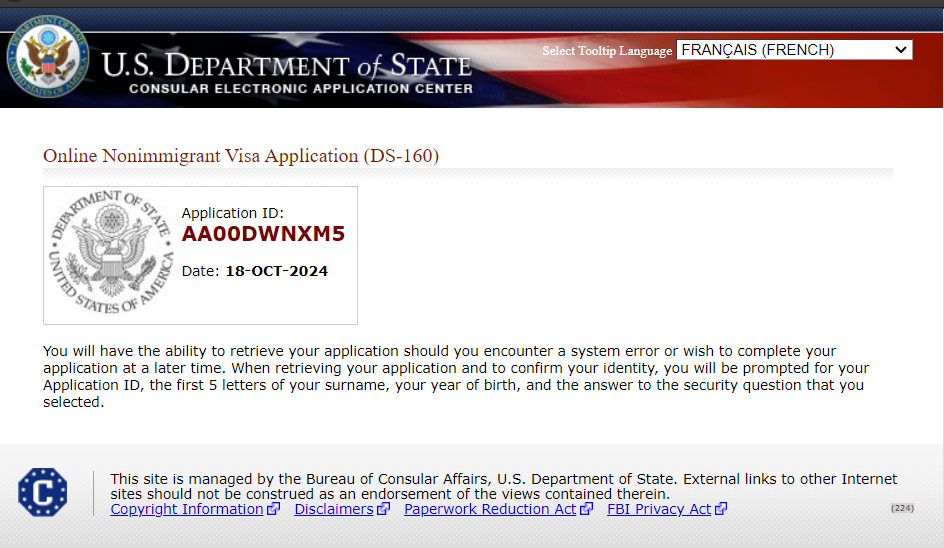 U.S. DEPARTMENT of STATE
CONSULAR ELECTRONIC APPLICATION CENTER
Select Tooltip Language FRANÇAIS (FRENCH)
Online Nonimmigrant Visa Application (DS-160)
DEPARTMENT OF STATE
UNITED STATES OF AMERICA
Application ID:
AA00DWNXM5
Date: 18-OCT-2024
You will have the ability to retrieve your application should you encounter a system error or wish to complete your
application at a later time. When retrieving your application and to confirm your identity, you will be prompted for your
Application ID, the first 5 letters of your surname, your year of birth, and the answer to the security question that you
selected.
C
This site is managed by the Bureau of Consular Affairs, U.S. Department of State. External links to other Internet
sites should not be construed as an endorsement of the views contained therein.
Copyright Information Disclaimers Paperwork Reduction Act FBI Privacy Act
(224)